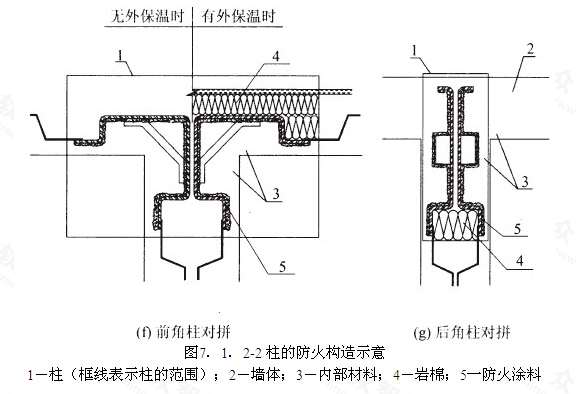 无外保温时 有外保温时
1
4
1
2
3
5
3
5
4
(f) 前角柱对拼
(g) 后角柱对拼
图7．1．2-2柱的防火构造示意
1—柱（框线表示柱的范围）；2—墙体；3—内部材料；4—岩棉；5—防火涂料